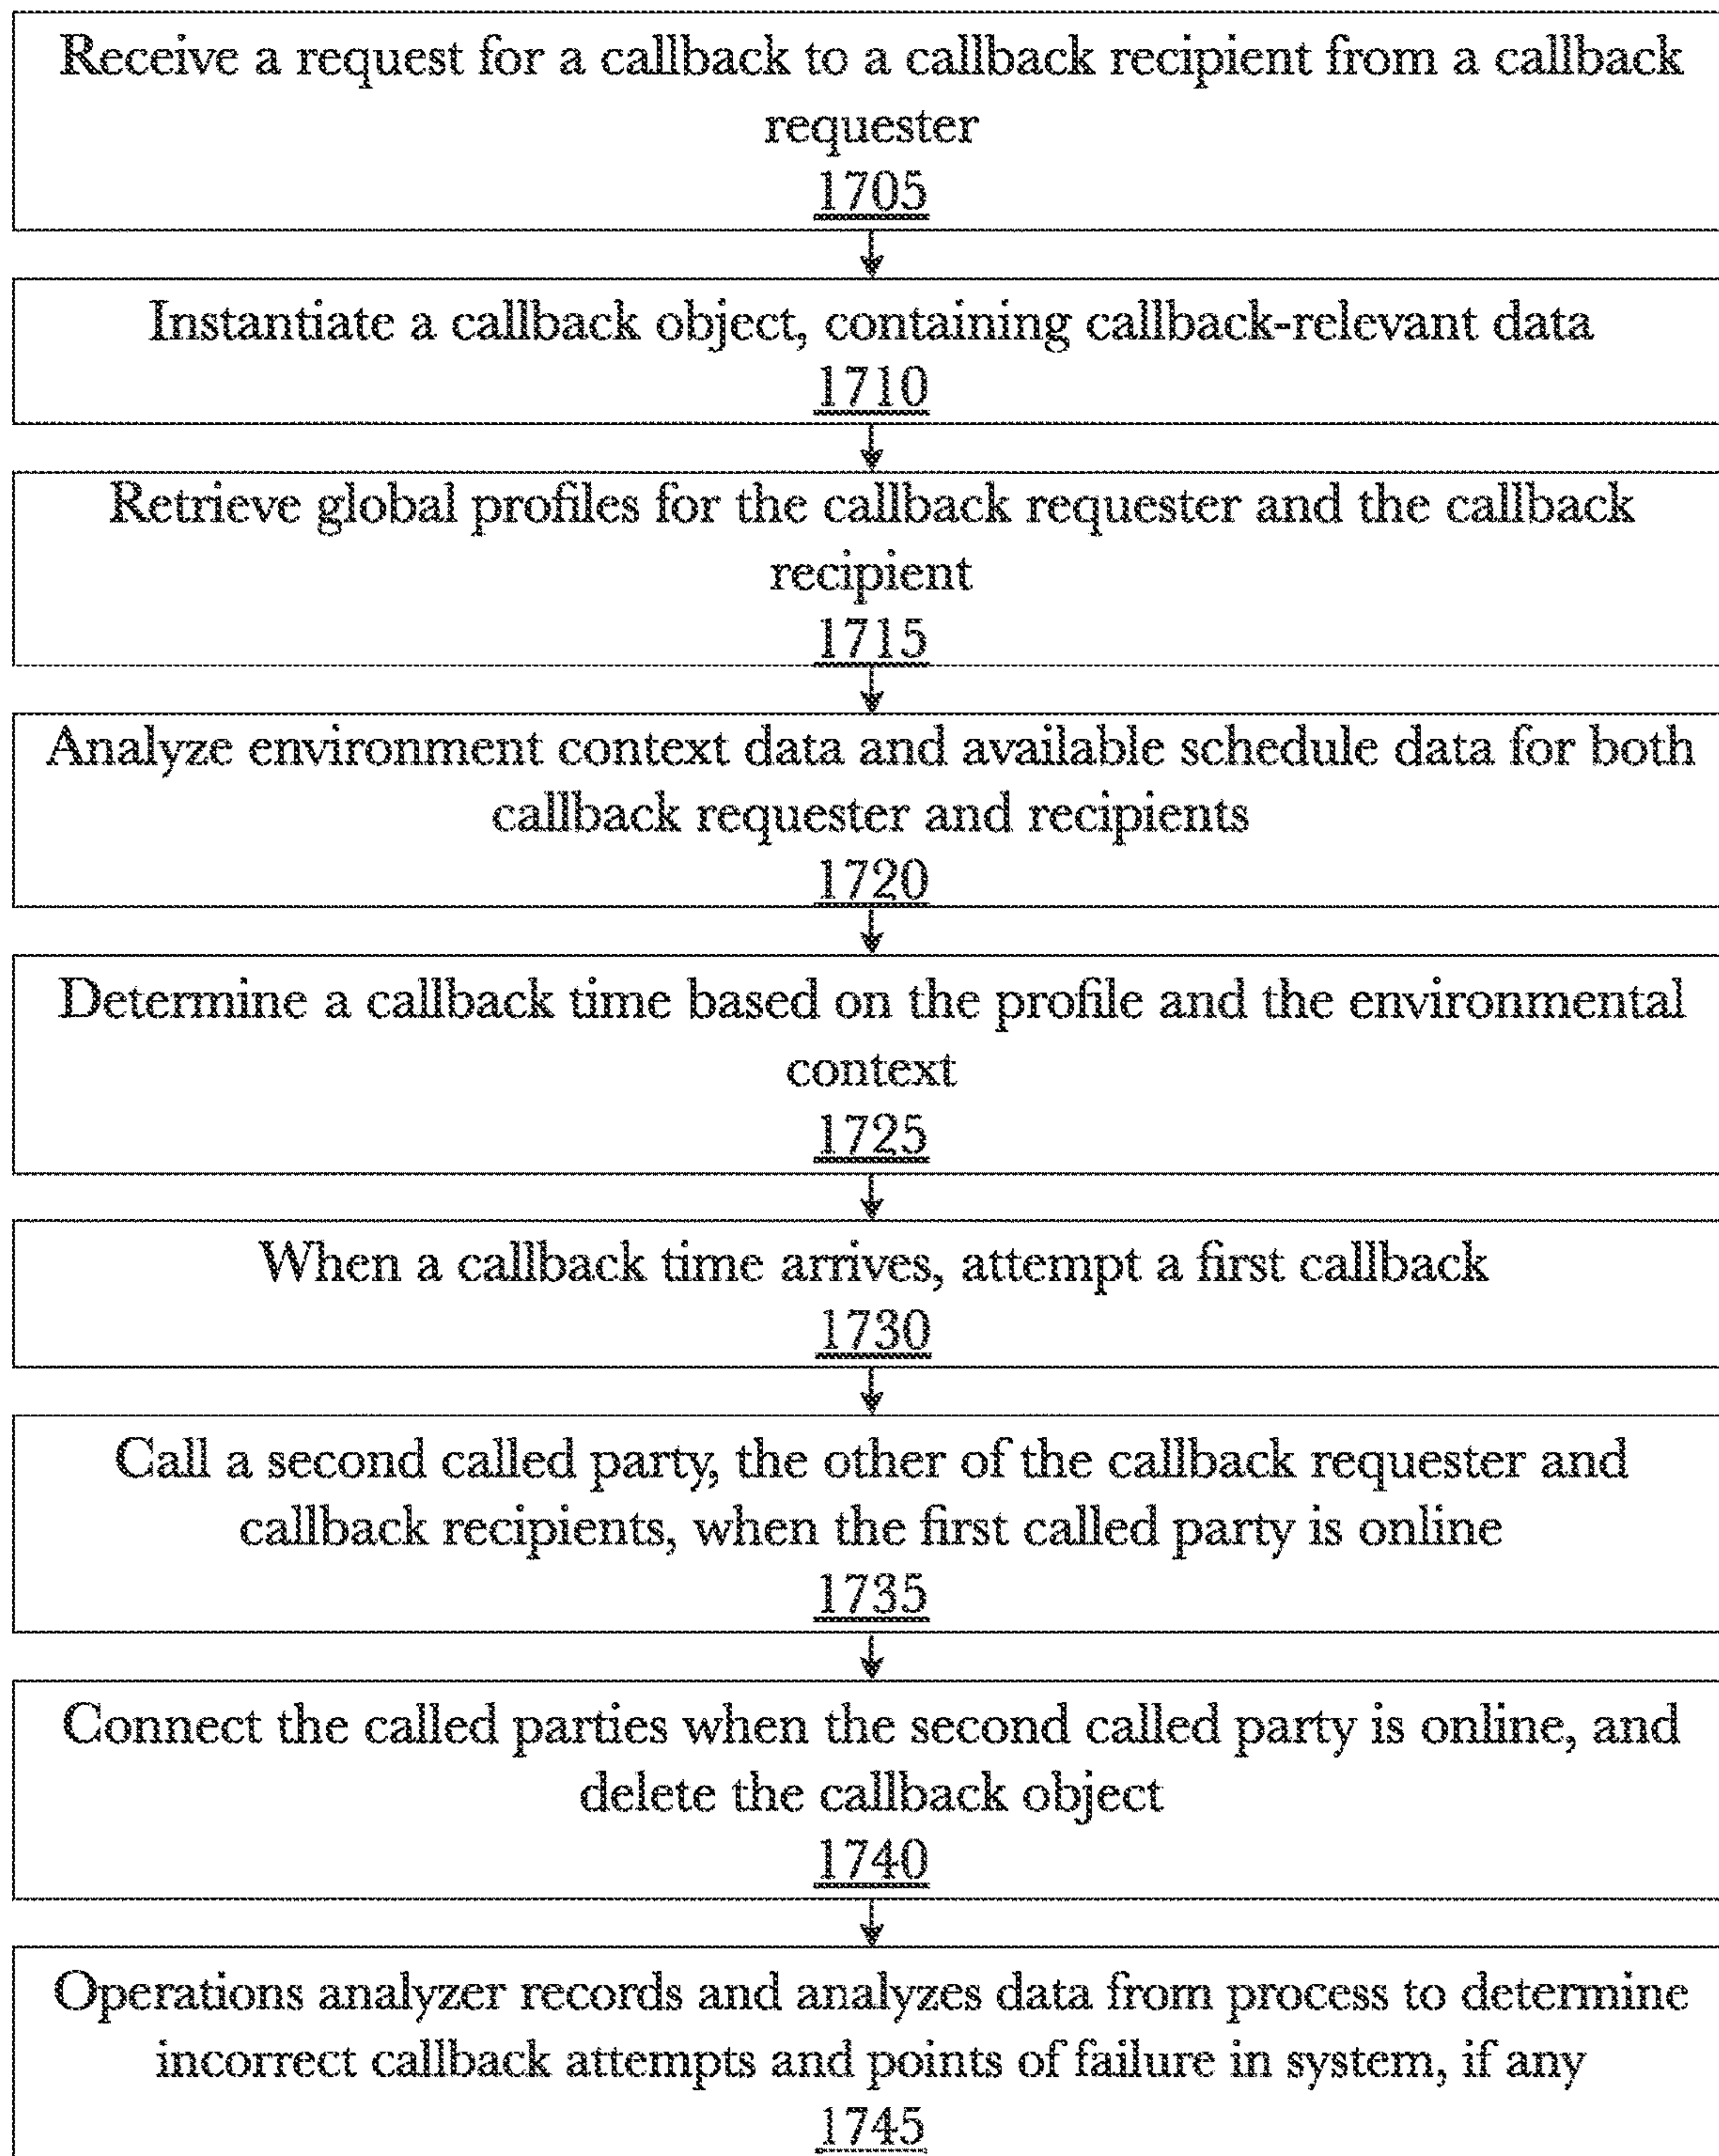 Receive a request for a callback to a callback recipient from a callback
requester
1705
Instantiate a callback object, containing callback-relevant data
1710
Retrieve global profiles for the callback requester and the callback
recipient
1715
Analyze environment context data and available schedule data for both
callback requester and recipients
1720
Determine a callback time based on the profile and the environmental
context
1725
When a callback time arrives, attempt a first callback
1730
Call a second called party, the other of the callback requester and
callback recipients, when the first called party is online
1735
Connect the called parties when the second called party is online, and
delete the callback object
1740
Operations analyzer records and analyzes data from process to determine
incorrect callback attempts and points of failure in system, if any
1745